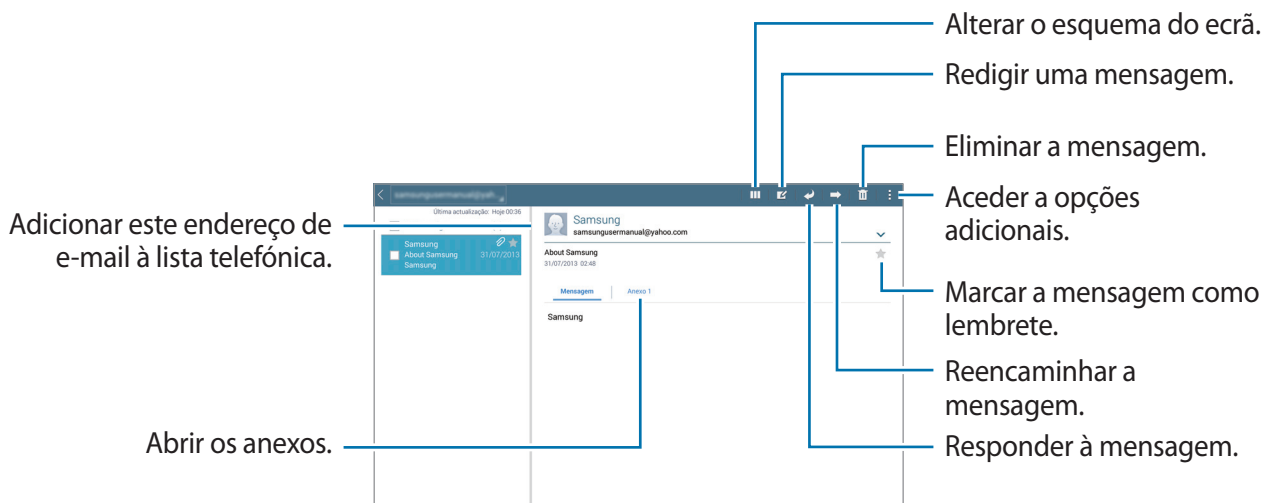 Alterar o esquema do ecrã.
Redigir uma mensagem.
Eliminar a mensagem.
Aceder a opções
adicionais.
Adicionar este endereço de
e-mail à lista telefónica.
Última actualização: Hoje 00:36
Samsung
About Samsung 31/07/2013
Samsung
Samsung
samsungusermanual@yahoo.com
About Samsung
31/07/2013 02:48
Mensagem
Anexo 1
Samsung
Marcar a mensagem como
lembrete.
Reencaminhar a
mensagem.
Responder à mensagem.
Abrir os anexos.